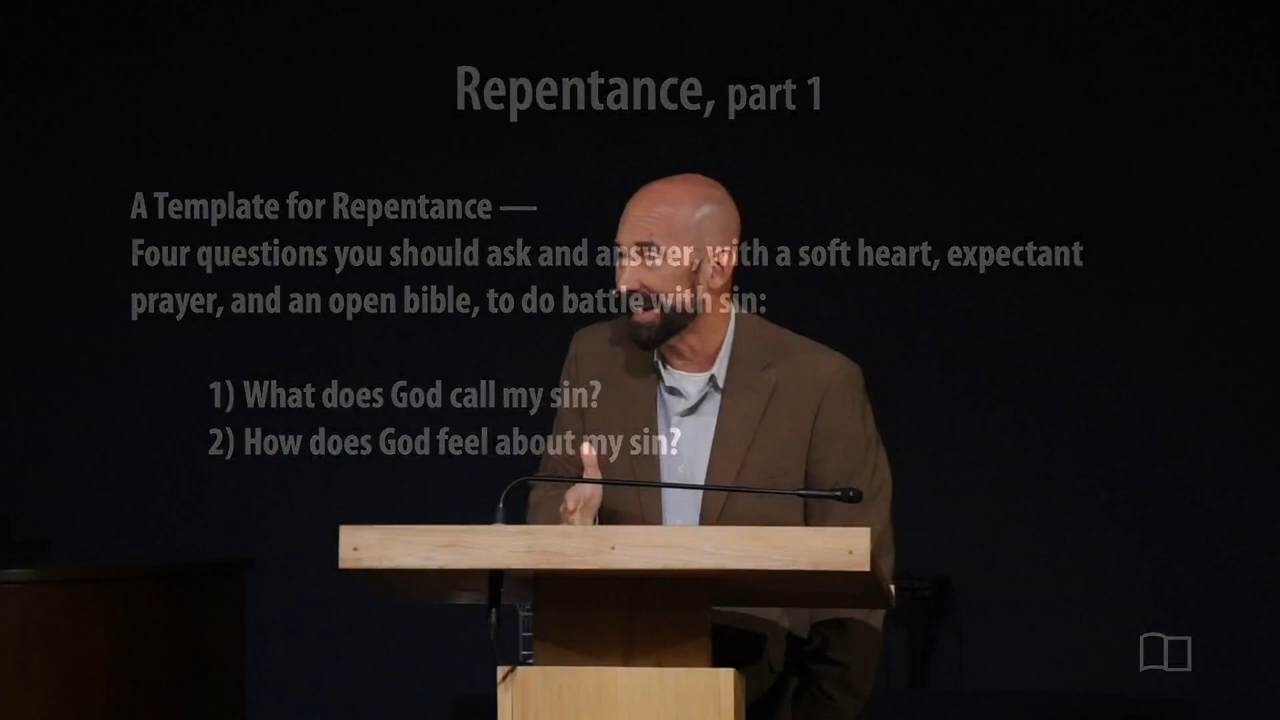 Repentance, part 1
A Template for Repentance —
Four questions you should ask and answer, with a soft heart, expectant
prayer, and an open bible, to do battle with sin:
1) What does God call my sin?
2) How does God feel about my sin?